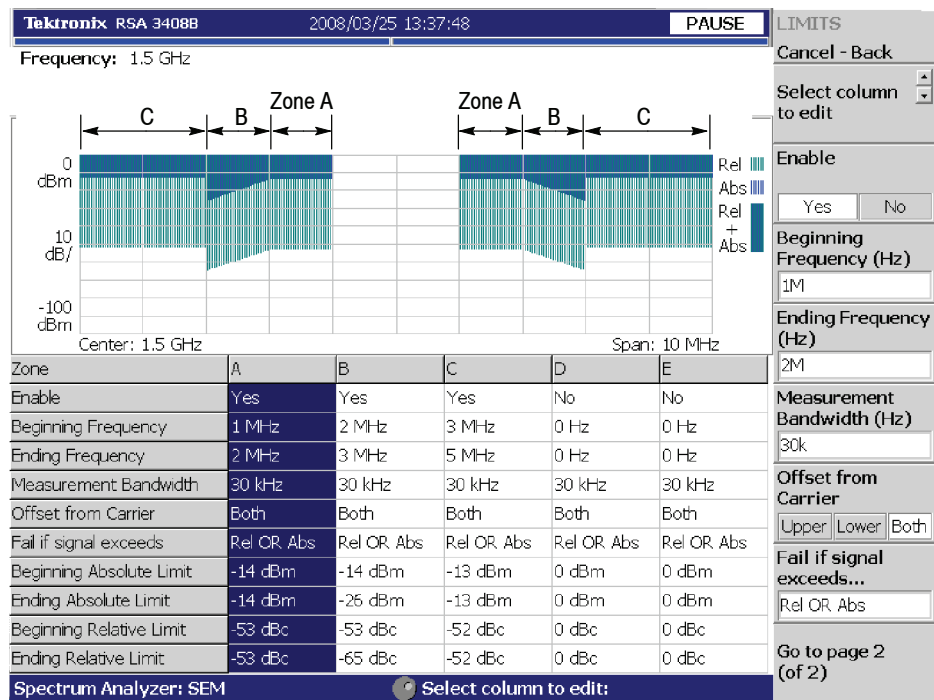 Tektronix RSA 3408B 2008/03/25 13:37:48 PAUSE
Frequency: 1.5 GHz
C B Zone A Zone A B C
0
dBm
10
dB/
-100
dBm
Rel
Abs
Rel
+
Abs
Center: 1.5 GHz Span: 10 MHz
Zone A B C D E
Enable Yes Yes Yes No No
Beginning Frequency 1 MHz 2 MHz 3 MHz 0 Hz 0 Hz
Ending Frequency 2 MHz 3 MHz 5 MHz 0 Hz 0 Hz
Measurement Bandwidth 30 kHz 30 kHz 30 kHz 30 kHz 30 kHz
Offset from Carrier Both Both Both Both Both
Fail if signal exceeds Rel OR Abs Rel OR Abs Rel OR Abs Rel OR Abs Rel OR Abs
Beginning Absolute Limit -14 dBm -14 dBm -13 dBm 0 dBm 0 dBm
Ending Absolute Limit -14 dBm -26 dBm -13 dBm 0 dBm 0 dBm
Beginning Relative Limit -53 dBc -53 dBc -52 dBc 0 dBc 0 dBc
Ending Relative Limit -53 dBc -65 dBc -52 dBc 0 dBc 0 dBc
Spectrum Analyzer: SEM Select column to edit:
LIMITS
Cancel - Back
Select column
to edit
Enable
Yes No
Beginning
Frequency (Hz)
1M
Ending Frequency
(Hz)
2M
Measurement
Bandwidth (Hz)
30k
Offset from
Carrier
Upper Lower Both
Fail if signal
exceeds...
Rel OR Abs
Go to page 2
(of 2)